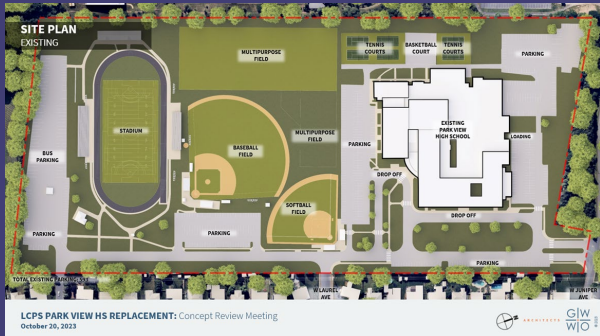 SITE PLAN
EXISTING
MULTIPURPOSE
FIELD
TENNIS
COURTS
BASKETBALL
COURT
TENNIS
COURTS
PARKING
STADIUM
BUS
PARKING
BASEBALL
FIELD
MULTIPURPOSE
FIELD
PARKING
EXISTING
PARK VIEW
HIGH SCHOOL
LOADING
DROP OFF
SOFTBALL
FIELD
DROP OFF
PARKING
PARKING
PARKING
TOTAL EXISTING PARKING:
W LAUREL
AVE
W JUNIPER
AVE
LCPS PARK VIEW HS REPLACEMENT: Concept Review Meeting
October 20, 2023
ARCHITECTS
GW
WO